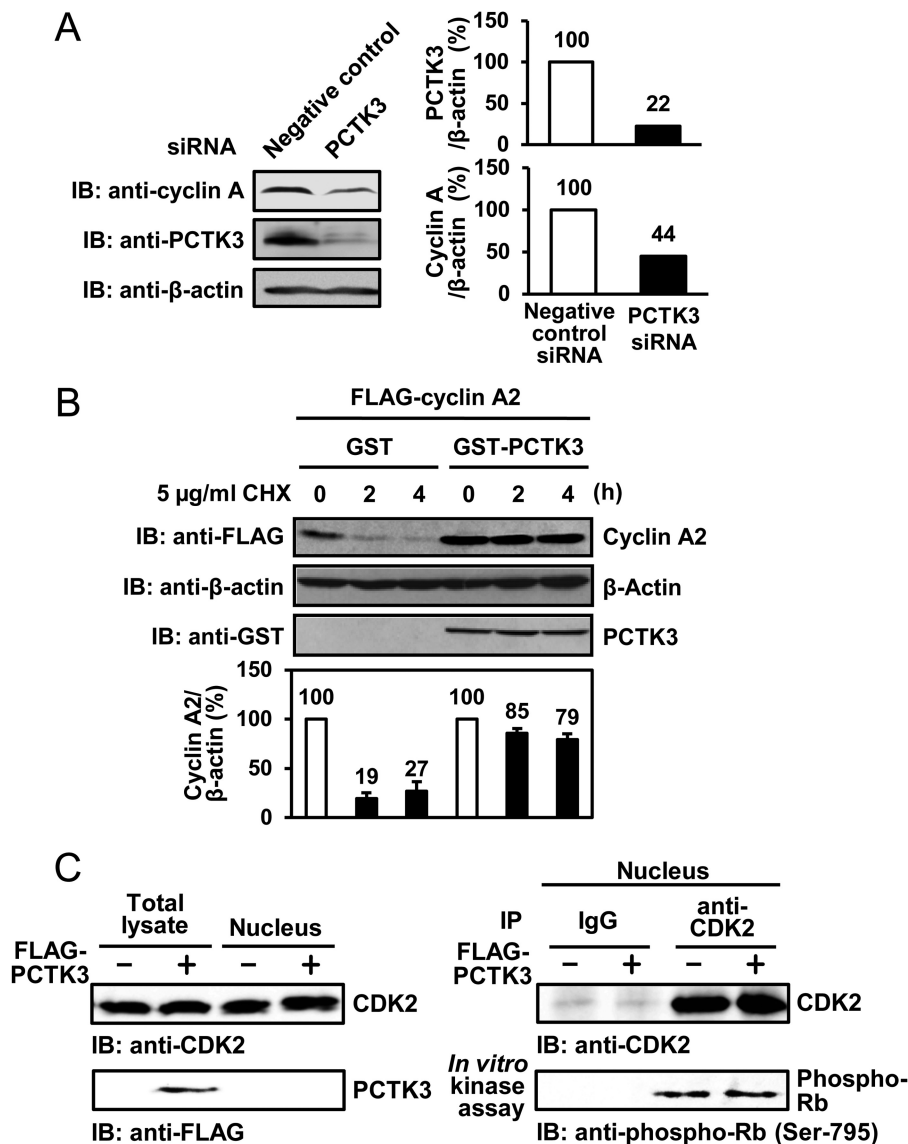 A
siRNA
Negative control
PCTK3
IB: anti-cyclin A
IB: anti-PCTK3
IB: anti-β-actin
PCTK3
/β-actin (%)
150
100
50
0
100
22
Cyclin A
/β-actin (%)
150
100
50
0
100
44
Negative
control
siRNA
PCTK3
siRNA
B
FLAG-cyclin A2
GST
GST-PCTK3
5 µg/ml CHX 0 2 4 0 2 4 (h)
IB: anti-FLAG
Cyclin A2
IB: anti-β-actin
β-Actin
IB: anti-GST
PCTK3
Cyclin A2/
β-actin (%)
150
100
50
0
100
19
27
100
85
79
C
Total
lysate
Nucleus
FLAG-
PCTK3
− + − +
CDK2
IB: anti-CDK2
PCTK3
IB: anti-FLAG
Nucleus
IP
IgG
anti-
CDK2
FLAG-
PCTK3
− + − +
CDK2
IB: anti-CDK2
In vitro
kinase
assay
Phospho-
Rb
IB: anti-phospho-Rb (Ser-795)